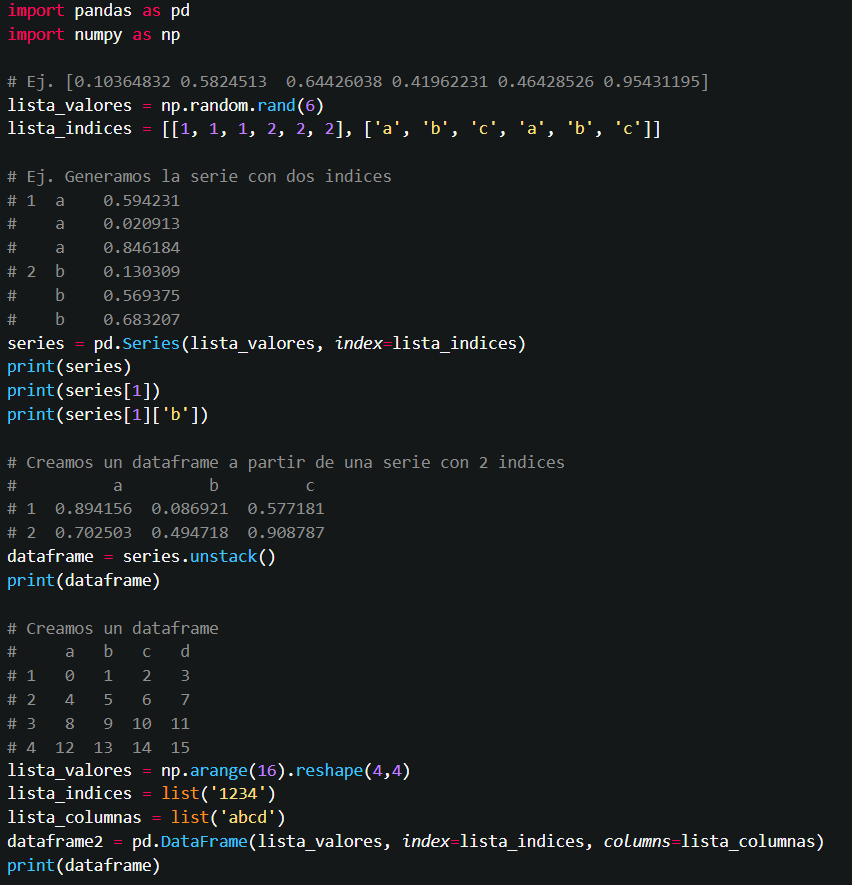 import pandas as pd
import numpy as np

# Ej. [0.10364832 0.5824513  0.64426038 0.41962231 0.46428526 0.95431195]
lista_valores = np.random.rand(6)
lista_indices = [[1, 1, 1, 2, 2, 2], ['a', 'b', 'c', 'a', 'b', 'c']]

# Ej. Generamos la serie con dos indices
# 1  a    0.594231
#    a    0.020913
#    a    0.846184
# 2  b    0.130309
#    b    0.569375
#    b    0.683207
series = pd.Series(lista_valores, index=lista_indices)
print(series)
print(series[1])
print(series[1]['b'])

# Creamos un dataframe a partir de una serie con 2 indices
#          a         b         c
# 1  0.894156  0.086921  0.577181
# 2  0.702503  0.494718  0.908787
dataframe = series.unstack()
print(dataframe)

# Creamos un dataframe
#     a   b   c   d
# 1   0   1   2   3
# 2   4   5   6   7
# 3   8   9  10  11
# 4  12  13  14  15
lista_valores = np.arange(16).reshape(4,4)
lista_indices = list('1234')
lista_columnas = list('abcd')
dataframe2 = pd.DataFrame(lista_valores, index=lista_indices, columns=lista_columnas)
print(dataframe)